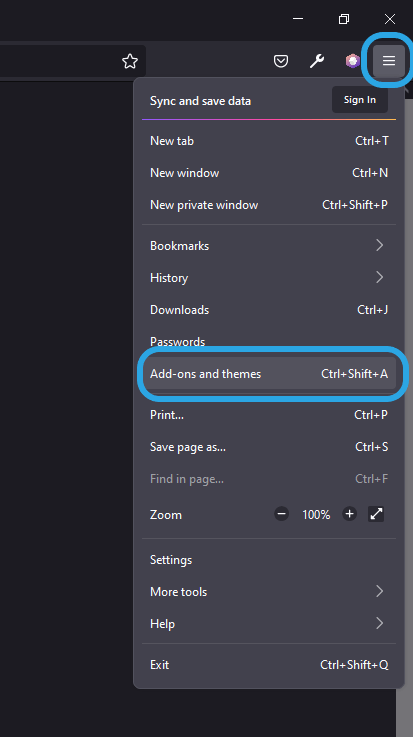 Sync and save data Sign In
New tab Ctrl+T
New window Ctrl+N
New private window Ctrl+Shift+P
Bookmarks
History
Downloads Ctrl+J
Passwords
Add-ons and themes Ctrl+Shift+A
Print... Ctrl+P
Save page as... Ctrl+S
Find in page... Ctrl+F
Zoom 100%
Settings
More tools
Help
Exit Ctrl+Shift+Q